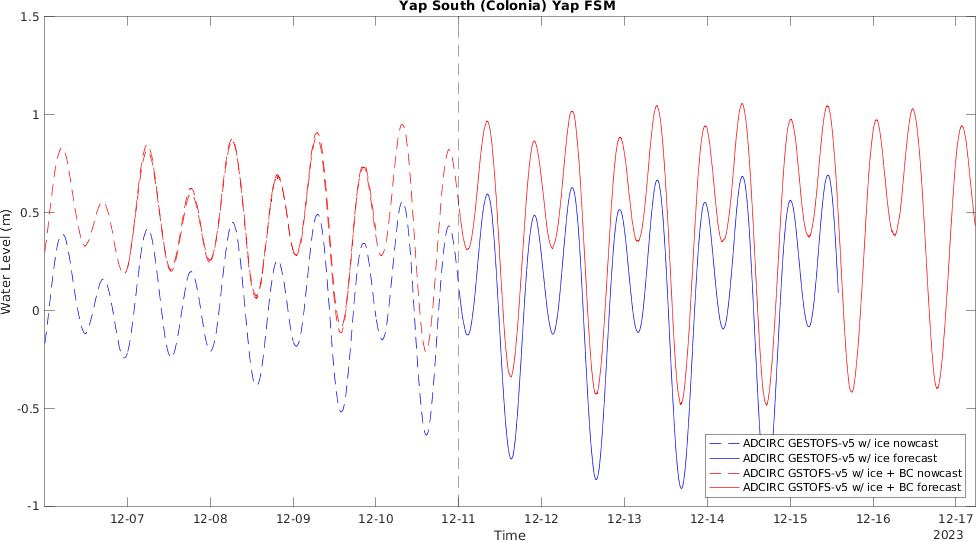 Yap South (Colonia) Yap FSM
Water Level (m)
1.5
1
0.5
0
-0.5
-1
ADCIRC GESTOFS-v5 w/ ice nowcast
ADCIRC GESTOFS-v5 w/ ice forecast
ADCIRC GSTOFS-v5 w/ ice + BC nowcast
ADCIRC GSTOFS-v5 w/ ice + BC forecast
12-07 12-08 12-09 12-10 12-11 12-12 12-13 12-14 12-15 12-16 12-17
Time 2023